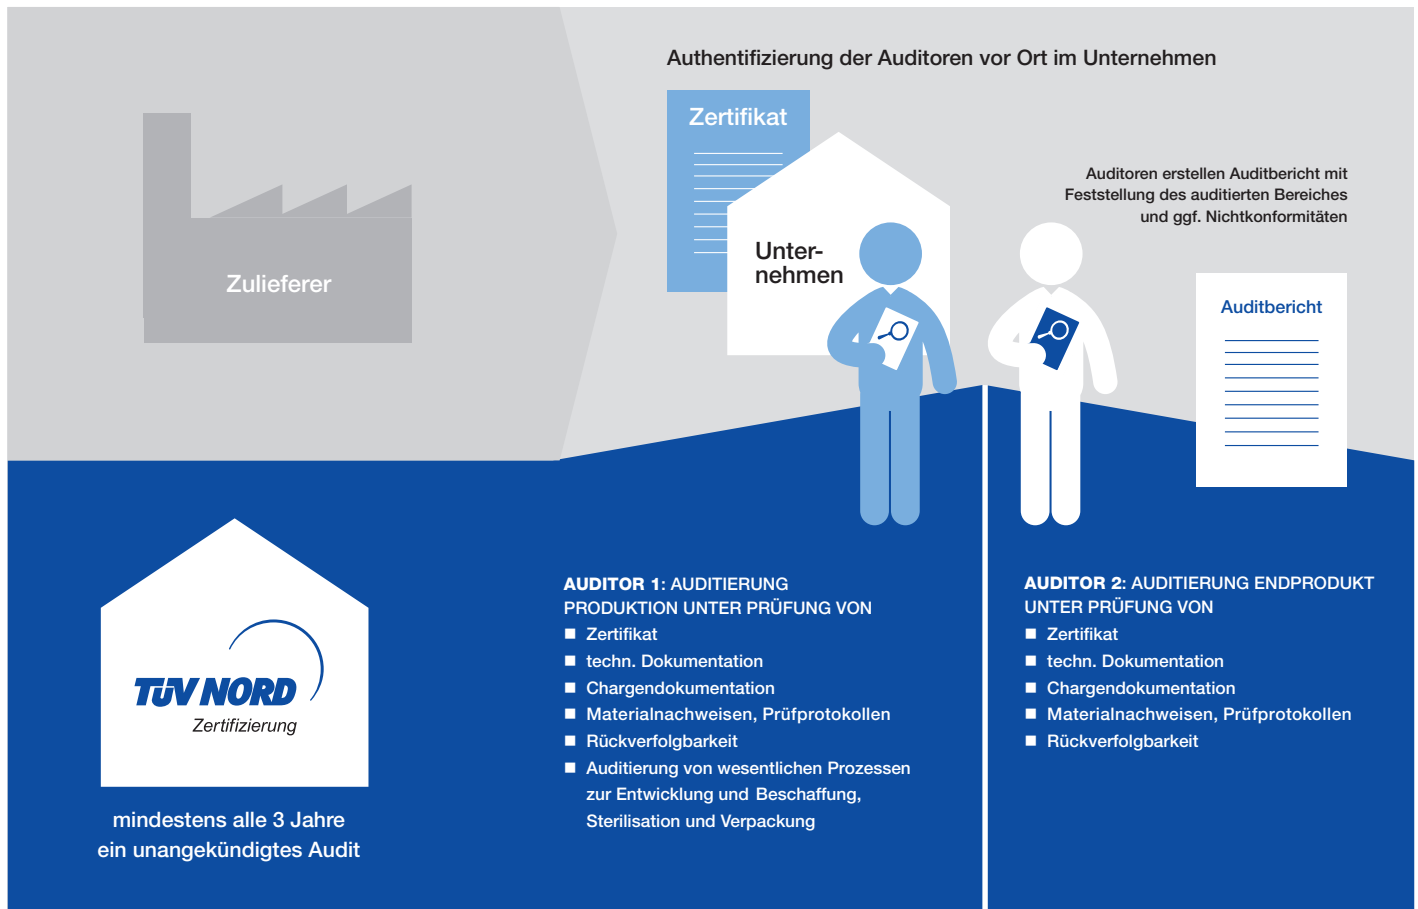 Authentifizierung der Auditoren vor Ort im Unternehmen
Zertifikat
Auditoren erstellen Auditbericht mit
Feststellung des auditierten Bereiches
und ggf. Nichtkonformitäten
Unter-
nehmen
Zulieferer
Auditbericht
TÜV NORD
Zertifizierung
mindestens alle 3 Jahre
ein unangekündigtes Audit
AUDITOR 1: AUDITIERUNG
PRODUKTION UNTER PRÜFUNG VON
■ Zertifikat
■ techn. Dokumentation
■ Chargendokumentation
■ Materialnachweisen, Prüfprotokollen
■ Rückverfolgbarkeit
■ Auditierung von wesentlichen Prozessen
zur Entwicklung und Beschaffung,
Sterilisation und Verpackung
AUDITOR 2: AUDITIERUNG ENDPRODUKT
UNTER PRÜFUNG VON
■ Zertifikat
■ techn. Dokumentation
■ Chargendokumentation
■ Materialnachweisen, Prüfprotokollen
■ Rückverfolgbarkeit